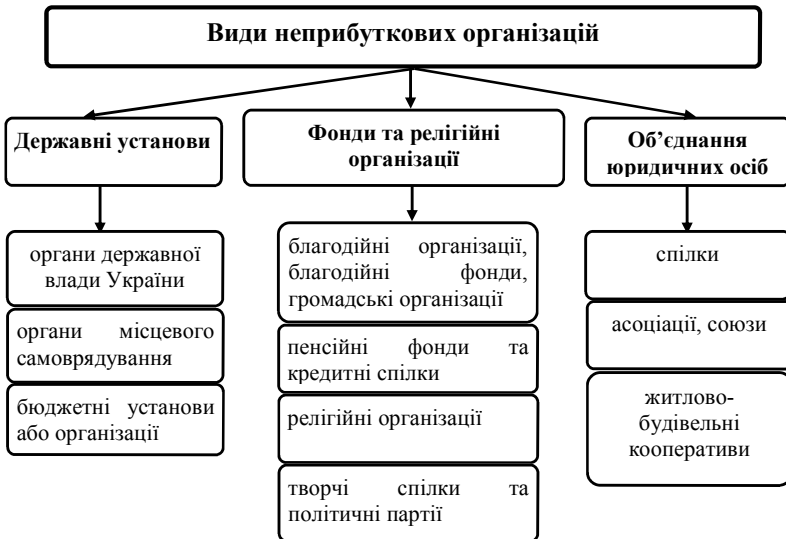 Види неприбуткових організацій
Державні установи
органи державної
влади України
органи місцевого
самоврядування
бюджетні установи
або організації
Фонди та релігійні
організації
благодійні організації,
благодійні фонди,
громадські організації
пенсійні фонди та
кредитні спілки
релігійні організації
творчі спілки та
політичні партії
Об’єднання
юридичних осіб
спілки
асоціації, союзи
житлово-
будівельні
кооперативи